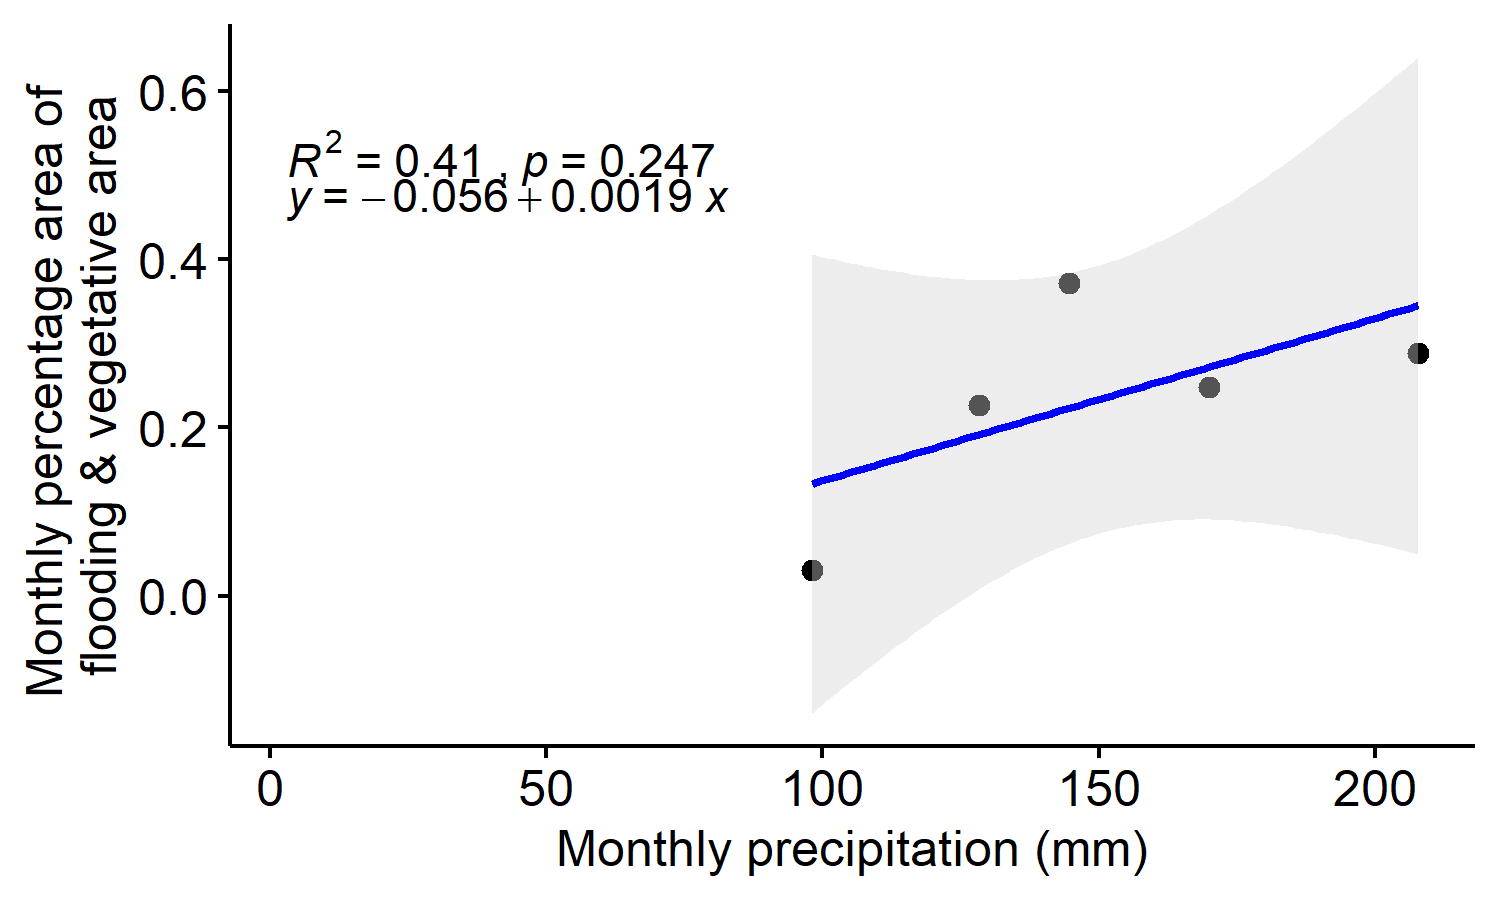 Monthly percentage area of
flooding & vegetative area
0.6
0.4
0.2
0.0
R² = 0.41 , p = 0.247
y = −0.056 + 0.0019 x
0 50 100 150 200
Monthly precipitation (mm)